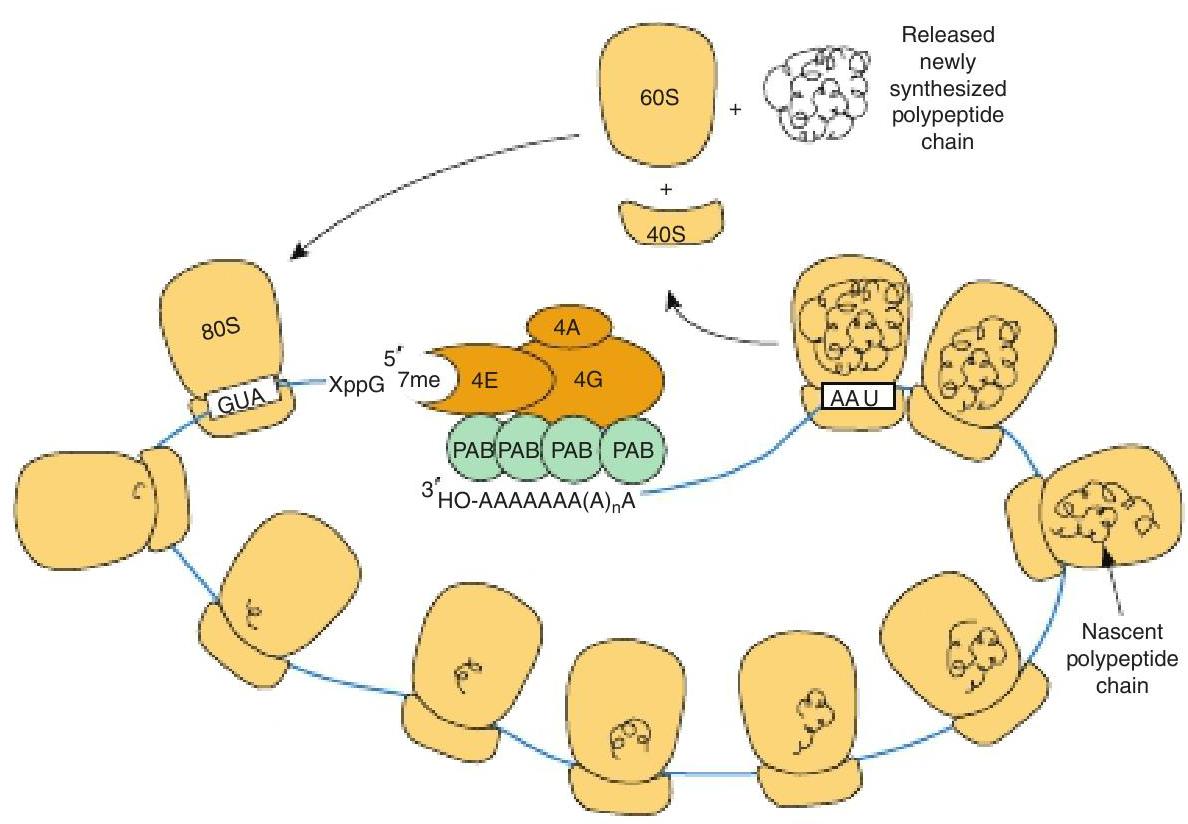 60S
+
Released
newly
synthesized
polypeptide
chain
+
40S
80S
GUA
XppG
5′
7me
4E
4A
4G
PAB PAB PAB PAB
3′
HO-AAAAAAA(A)nA
AAU
Nascent
polypeptide
chain